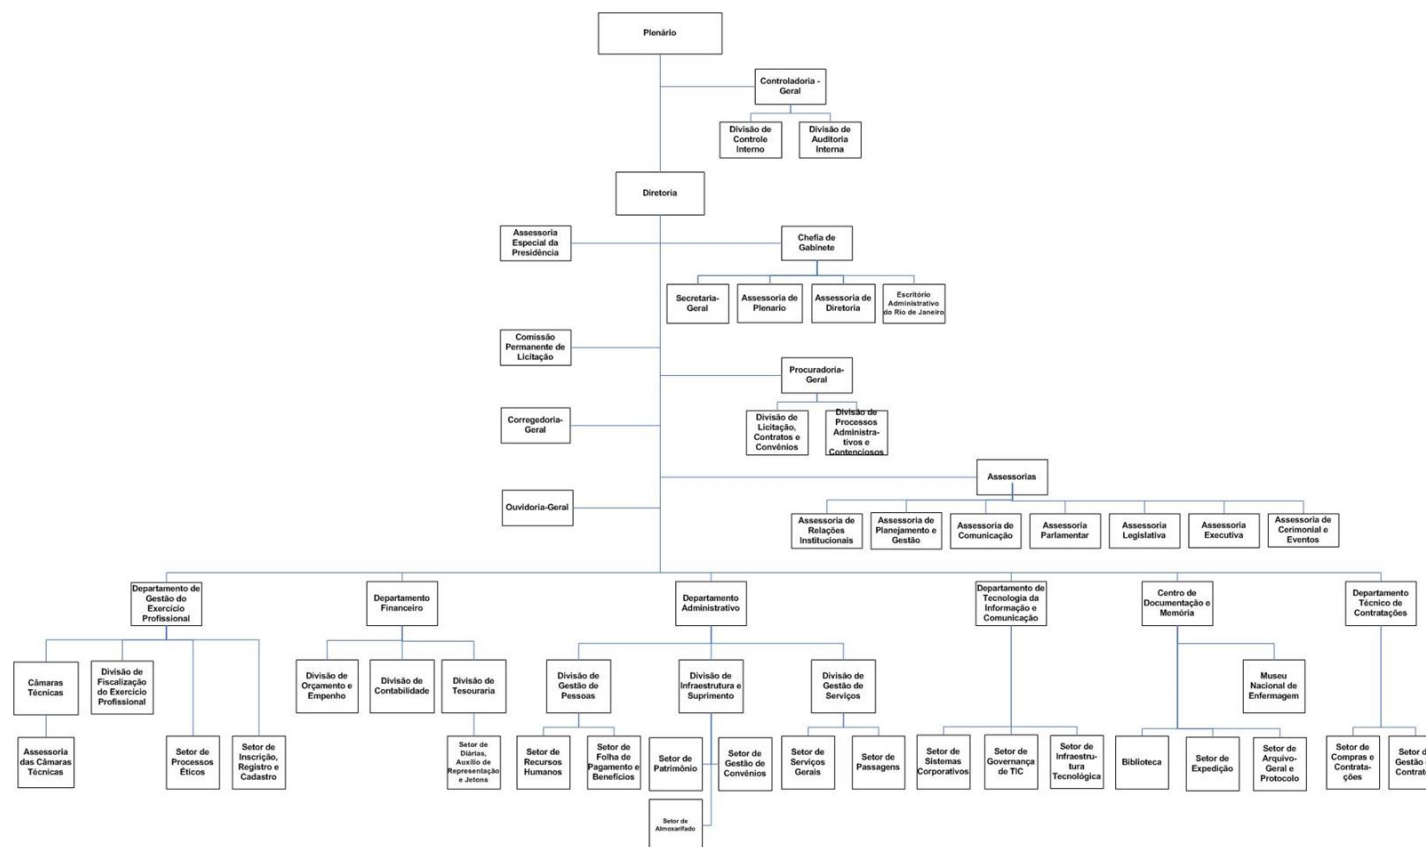 Plenário
Controladoria -
Geral
Divisão de
Controle
Interno
Divisão de
Auditoria
Interna
Diretoria
Assessoria
Especial da
Presidência
Chefia de
Gabinete
Secretaria-
Geral
Assessoria de
Plenario
Assessoria de
Diretoria
Escritório
Administrativo
do Rio de Janeiro
Comissão
Permanente de
Licitação
Procuradoria-
Geral
Corregedoria-
Geral
Divisão de
Licitação,
Contratos e
Convênios
Divisão de
Processos
Administra-
tivos e
Contenciosos
Assessorias
Ouvidoria-Geral
Assessoria de
Relações
Institucionais
Assessoria de
Planejamento e
Gestão
Assessoria de
Comunicação
Assessoria
Parlamentar
Assessoria
Legislativa
Assessoria
Executiva
Assessoria de
Cerimonial e
Eventos
Departamento de
Gestão do
Exercício
Profissional
Departamento
Financeiro
Departamento
Administrativo
Departamento de
Tecnologia da
Informação e
Comunicação
Centro de
Documentação e
Memória
Departamento
Técnico de
Contratações
Câmaras
Técnicas
Divisão de
Fiscalização
do Exercício
Profissional
Divisão de
Orçamento e
Empenho
Divisão de
Contabilidade
Divisão de
Tesouraria
Divisão de
Gestão de
Pessoas
Divisão de
Infraestrutura e
Suprimento
Divisão de
Gestão de
Serviços
Museu
Nacional de
Enfermagem
Assessoria
das Câmaras
Técnicas
Setor de
Processos
Éticos
Setor de
Inscrição,
Registro e
Cadastro
Setor de
Diárias,
Auxílio de
Representação
e Jetons
Setor de
Recursos
Humanos
Setor de
Folha de
Pagamento e
Benefícios
Setor de
Patrimônio
Setor de
Gestão de
Convênios
Setor de
Serviços
Gerais
Setor de
Passagens
Setor de
Sistemas
Corporativos
Setor de
Governança
de TIC
Setor de
Infraestru-
tura
Tecnológica
Biblioteca
Setor de
Expedição
Setor de
Arquivo-
Geral e
Protocolo
Setor de
Compras e
Contrata-
ções
Setor de
Gestão
Setor de
Almoxarifado